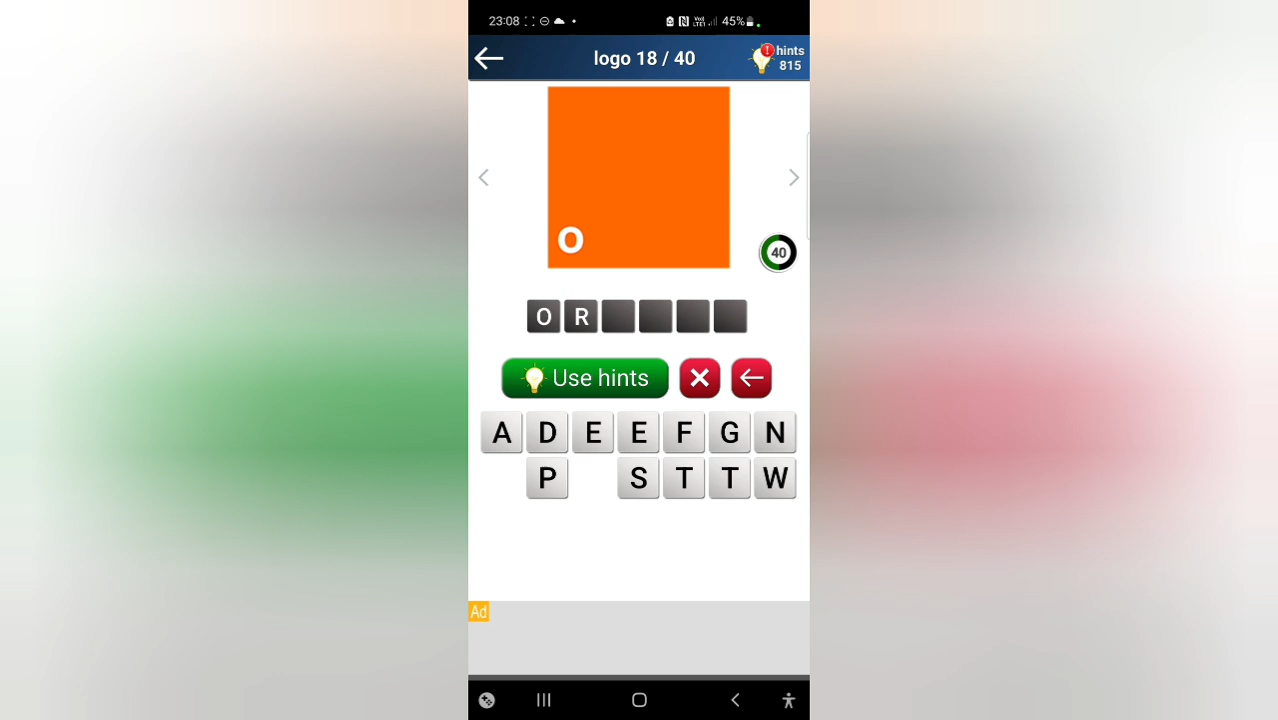 23:08 45%
logo 18 / 40
hints
815
O
40
O R
Use hints
A D E E F G N
P S T T W
Ad